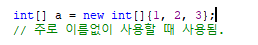 int[] a = new int[]{1, 2, 3};
// 주로 이름없이 사용할 때 사용됨.